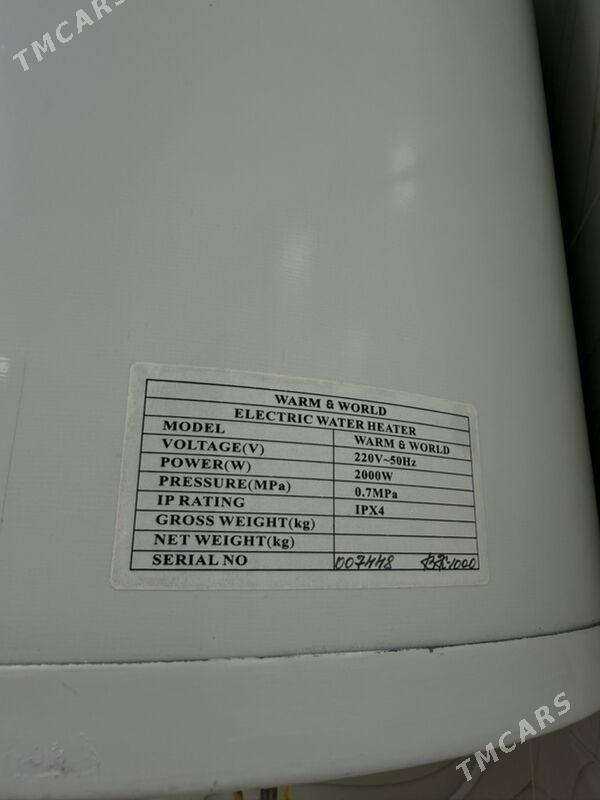 TMCARS
WARM & WORLD
ELECTRIC WATER HEATER
MODEL WARM & WORLD
VOLTAGE(V) 220V~50Hz
POWER(W) 2000W
PRESSURE(MPa) 0.7MPa
IP RATING IPX4
GROSS WEIGHT(kg)
NET WEIGHT(kg)
SERIAL NO 007448
TMCARS